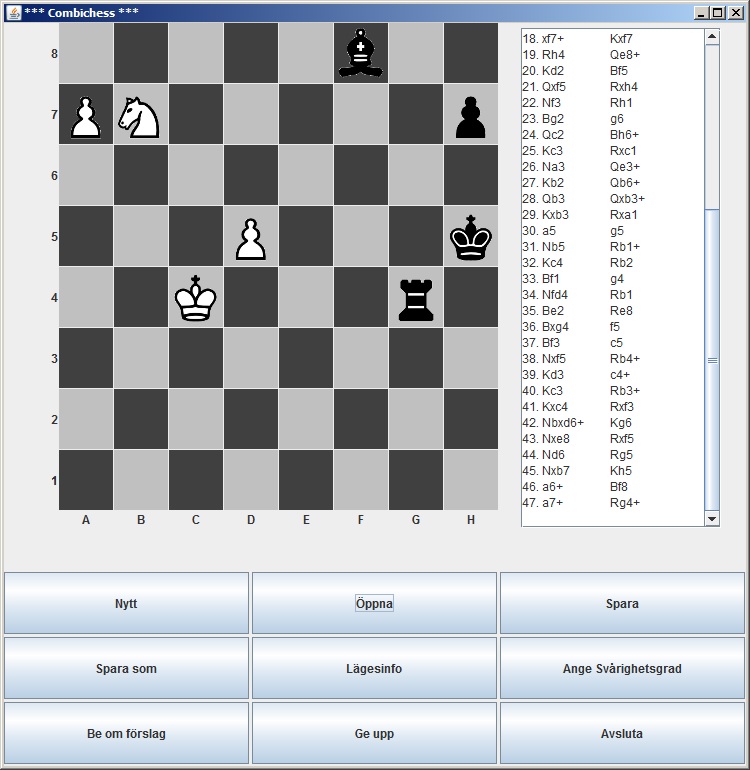 *** Combichess ***
8
7
6
5
4
3
2
1
A B C D E F G H
18. xf7+ Kxf7
19. Rh4 Qe8+
20. Kd2 Bf5
21. Qxf5 Rxh4
22. Nf3 Rh1
23. Bg2 g6
24. Qc2 Bh6+
25. Kc3 Rxc1
26. Na3 Qe3+
27. Kb2 Qb6+
28. Qb3 Qxb3+
29. Kxb3 Rxa1
30. a5 g5
31. Nb5 Rb1+
32. Kc4 Rb2
33. Bf1 g4
34. Nfd4 Rb1
35. Be2 Re8
36. Bxg4 f5
37. Bf3 c5
38. Nxf5 Rb4+
39. Kd3 c4+
40. Kc3 Rb3+
41. Kxc4 Rxf3
42. Nbxd6+ Kg6
43. Nxe8 Rxf5
44. Nd6 Rg5
45. Nxb7 Kh5
46. a6+ Bf8
47. a7+ Rg4+
Nytt
Öppna
Spara
Spara som
Lägesinfo
Ange Svårighetsgrad
Be om förslag
Ge upp
Avsluta